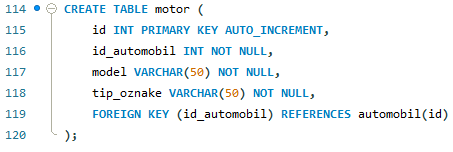 114 CREATE TABLE motor (
115 id INT PRIMARY KEY AUTO_INCREMENT,
116 id_automobil INT NOT NULL,
117 model VARCHAR(50) NOT NULL,
118 tip_oznake VARCHAR(50) NOT NULL,
119 FOREIGN KEY (id_automobil) REFERENCES automobil(id)
120 );